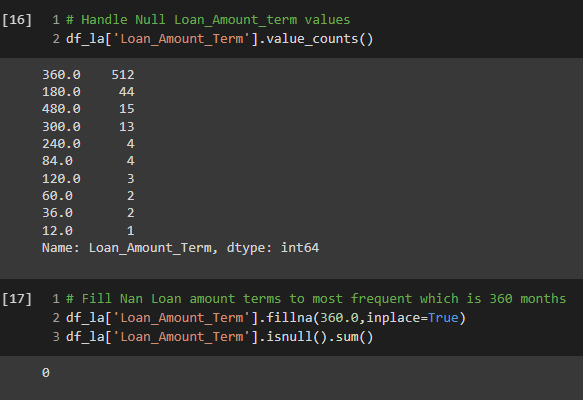 [16] 1 # Handle Null Loan_Amount_term values
2 df_la['Loan_Amount_Term'].value_counts()
360.0 512
180.0 44
480.0 15
300.0 13
240.0 4
84.0 4
120.0 3
60.0 2
36.0 2
12.0 1
Name: Loan_Amount_Term, dtype: int64
[17] 1 # Fill Nan Loan amount terms to most frequent which is 360 months
2 df_la['Loan_Amount_Term'].fillna(360.0,inplace=True)
3 df_la['Loan_Amount_Term'].isnull().sum()
0